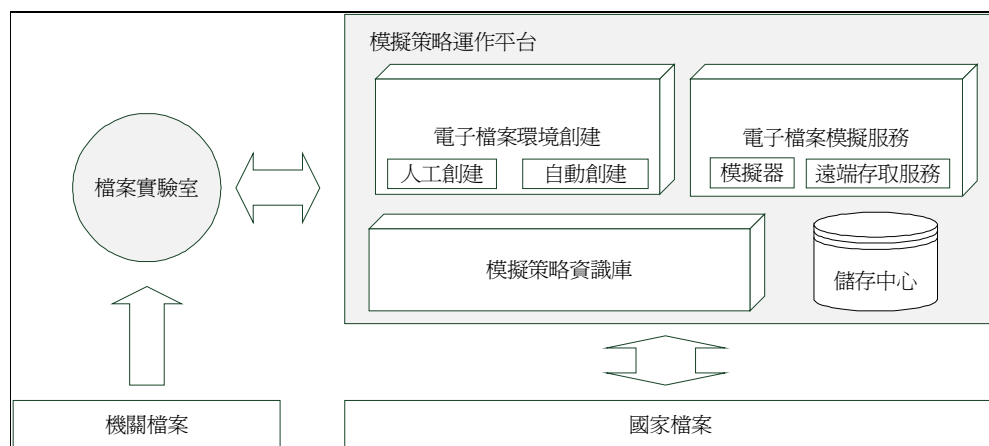 模擬策略運作平台
電子檔案環境創建
人工創建
自動創建
電子檔案模擬服務
模擬器
遠端存取服務
檔案實驗室
模擬策略資識庫
儲存中心
機關檔案
國家檔案